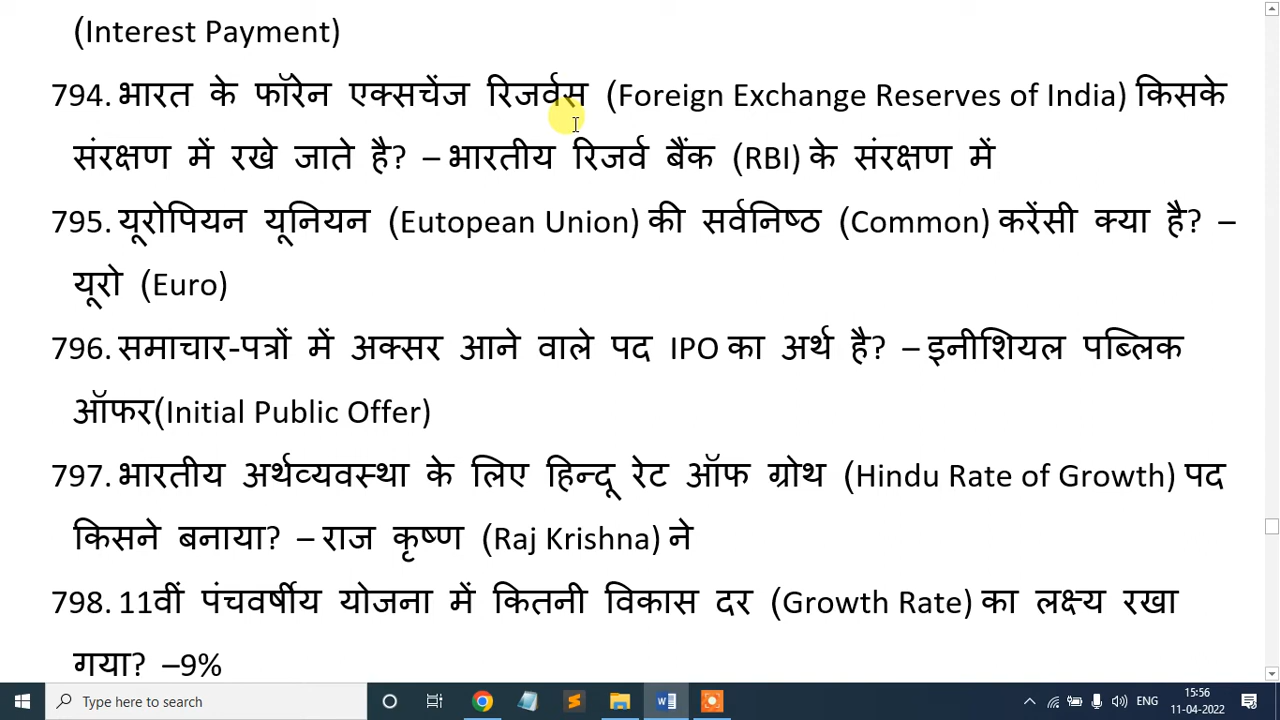 (Interest Payment)
794. भारत के फॉरेन एक्सचेंज रिजर्वस (Foreign Exchange Reserves of India) किसके
संरक्षण में रखे जाते है? – भारतीय रिजर्व बैंक (RBI) के संरक्षण में
795. यूरोपियन यूनियन (Eutopean Union) की सर्वनिष्ठ (Common) करेंसी क्या है? –
यूरो (Euro)
796. समाचार-पत्रों में अक्सर आने वाले पद IPO का अर्थ है? – इनीशियल पब्लिक
ऑफर(Initial Public Offer)
797. भारतीय अर्थव्यवस्था के लिए हिन्दू रेट ऑफ ग्रोथ (Hindu Rate of Growth) पद
किसने बनाया? – राज कृष्ण (Raj Krishna) ने
798. 11वीं पंचवर्षीय योजना में कितनी विकास दर (Growth Rate) का लक्ष्य रखा
गया? –9%
Type here to search
ENG
15:56
11-04-2022